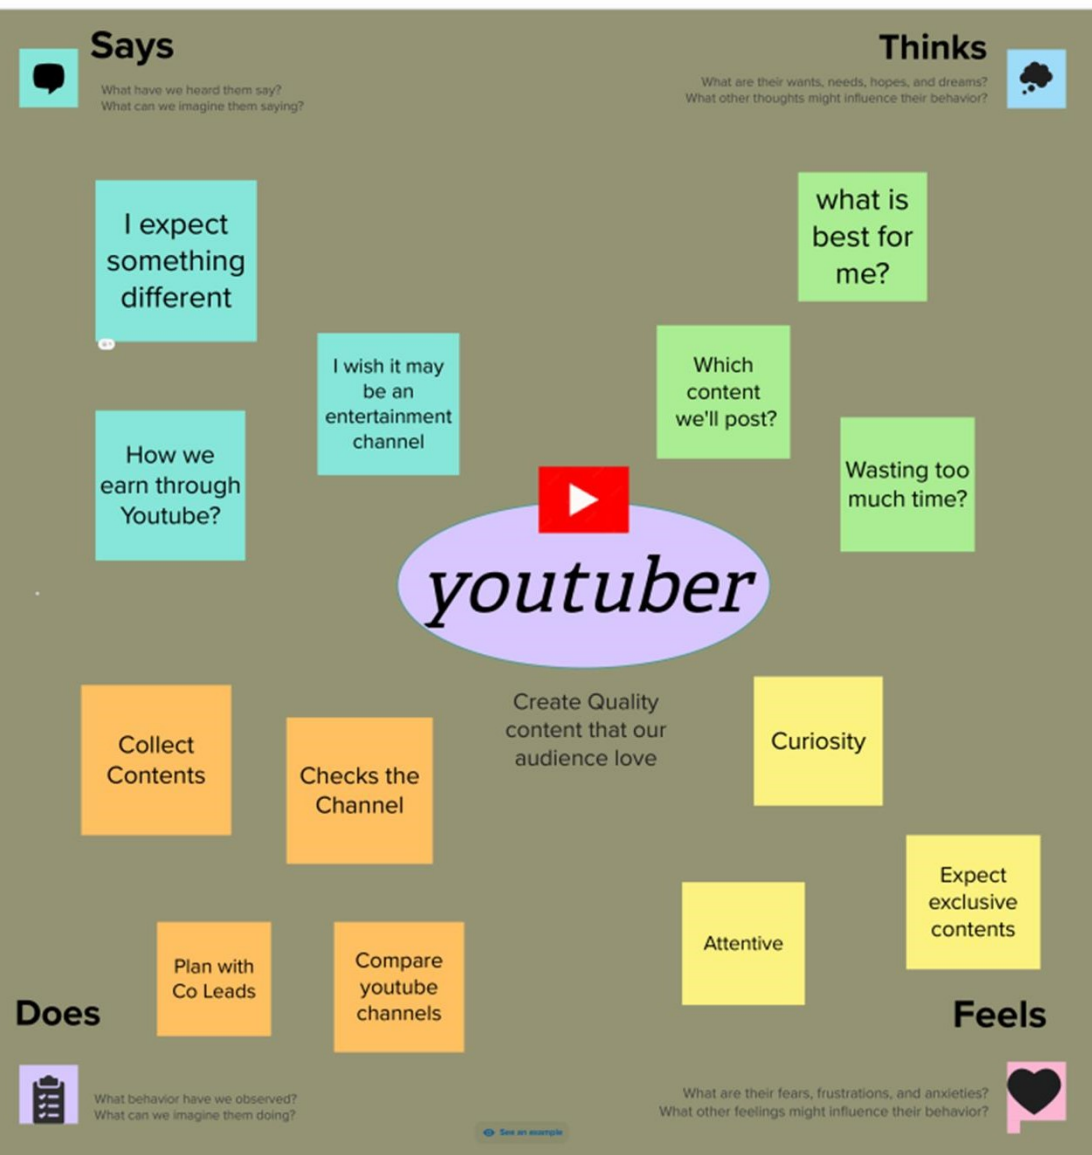 Says
What have we heard them say?
What can we imagine them saying?
Thinks
What are their wants, needs, hopes, and dreams?
What other thoughts might influence their behavior?
I expect
something
different
I wish it may
be an
entertainment
channel
How we
earn through
Youtube?
what is
best for
me?
Which
content
we'll post?
Wasting too
much time?
youtuber
Create Quality
content that our
audience love
Collect
Contents
Checks the
Channel
Plan with
Co Leads
Compare
youtube
channels
Curiosity
Expect
exclusive
contents
Attentive
Does
What behavior have we observed?
What can we imagine them doing?
Feels
What are their fears, frustrations, and anxieties?
What other feelings might influence their behavior?
See an example